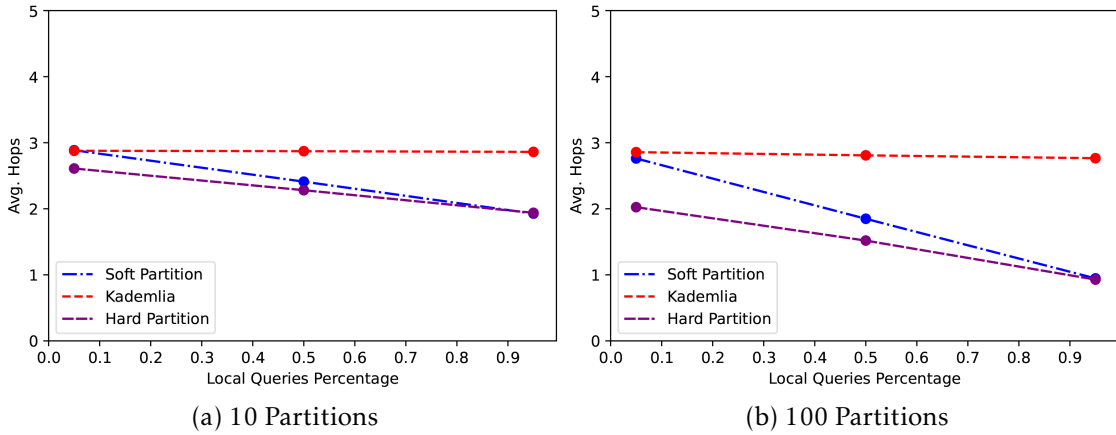 5
4
3
2
1
0
Avg. Hops
Soft Partition
Kademlia
Hard Partition
0.0 0.1 0.2 0.3 0.4 0.5 0.6 0.7 0.8 0.9
Local Queries Percentage
(a) 10 Partitions
5
4
3
2
1
0
Avg. Hops
Soft Partition
Kademlia
Hard Partition
0.0 0.1 0.2 0.3 0.4 0.5 0.6 0.7 0.8 0.9
Local Queries Percentage
(b) 100 Partitions